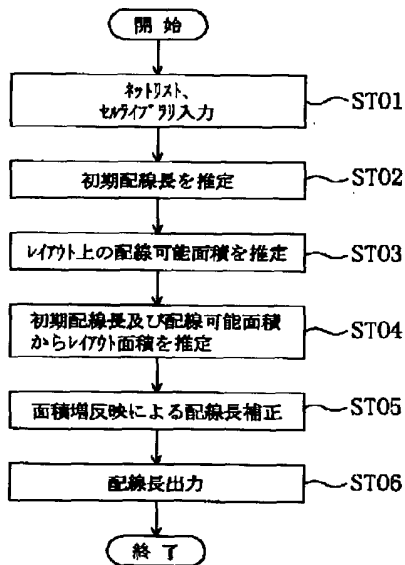 開始
ネットリスト、
セルライブラリ入力
ST01
初期配線長を推定
ST02
レイアウト上の配線可能面積を推定
ST03
初期配線長及び配線可能面積
からレイアウト面積を推定
ST04
面積増反映による配線長補正
ST05
配線長出力
ST06
終了